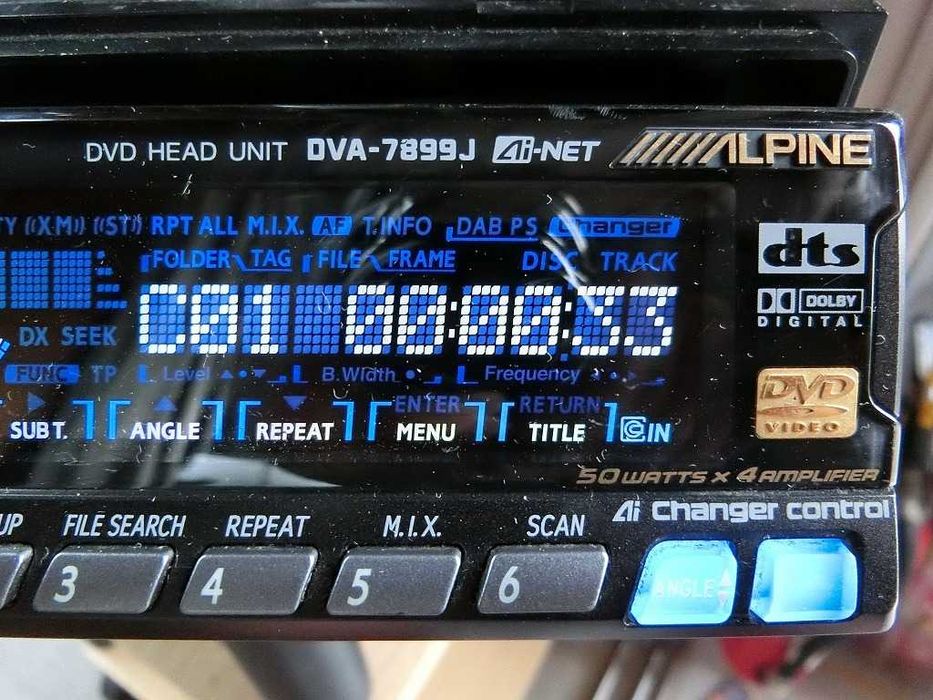 DVD HEAD UNIT DVA-7899J Ai-NET ALPINE
TY ((XM)) ((ST)) RPT ALL M.I.X. AF T.INFO DAB PS Changer
FOLDER TAG FILE FRAME DISC TRACK
dts
C01 00:00:53
DOLBY
DIGITAL
DX SEEK
FUNC TP Level B.Width Frequency
DVD
VIDEO
ENTER RETURN
SUB T. ANGLE REPEAT MENU TITLE IN
50 WATTS x 4 AMPLIFIER
UP FILE SEARCH REPEAT M.I.X. SCAN Ai Changer control
3 4 5 6 ANGLE